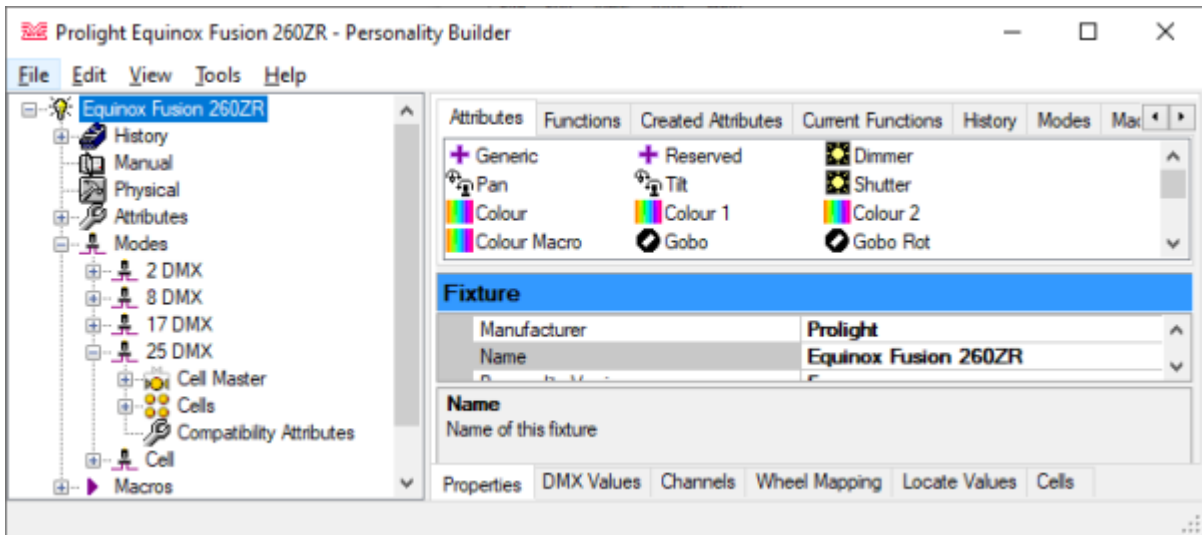 Prolight Equinox Fusion 260ZR - Personality Builder
File Edit View Tools Help
Equinox Fusion 260ZR
History
Manual
Physical
Attributes
Modes
2 DMX
8 DMX
17 DMX
25 DMX
Cell Master
Cells
Compatibility Attributes
Cell
Macros
Attributes Functions Created Attributes Current Functions History Modes
Generic Reserved Dimmer
Pan Tilt Shutter
Colour Colour 1 Colour 2
Colour Macro Gobo Gobo Rot
Fixture
Manufacturer Prolight
Name Equinox Fusion 260ZR
Name
Name of this fixture
Properties DMX Values Channels Wheel Mapping Locate Values Cells